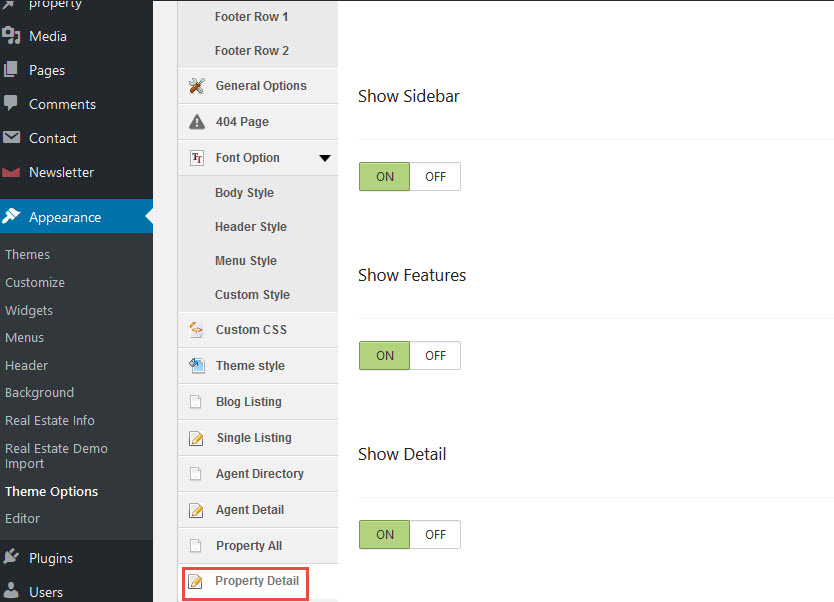 property
Media
Pages
Comments
Contact
Newsletter
Appearance
Themes
Customize
Widgets
Menus
Header
Background
Real Estate Info
Real Estate Demo
Import
Theme Options
Editor
Plugins
Users
Footer Row 1
Footer Row 2
General Options
404 Page
Font Option
Body Style
Header Style
Menu Style
Custom Style
Custom CSS
Theme style
Blog Listing
Single Listing
Agent Directory
Agent Detail
Property All
Property Detail
Show Sidebar
ON OFF
Show Features
ON OFF
Show Detail
ON OFF